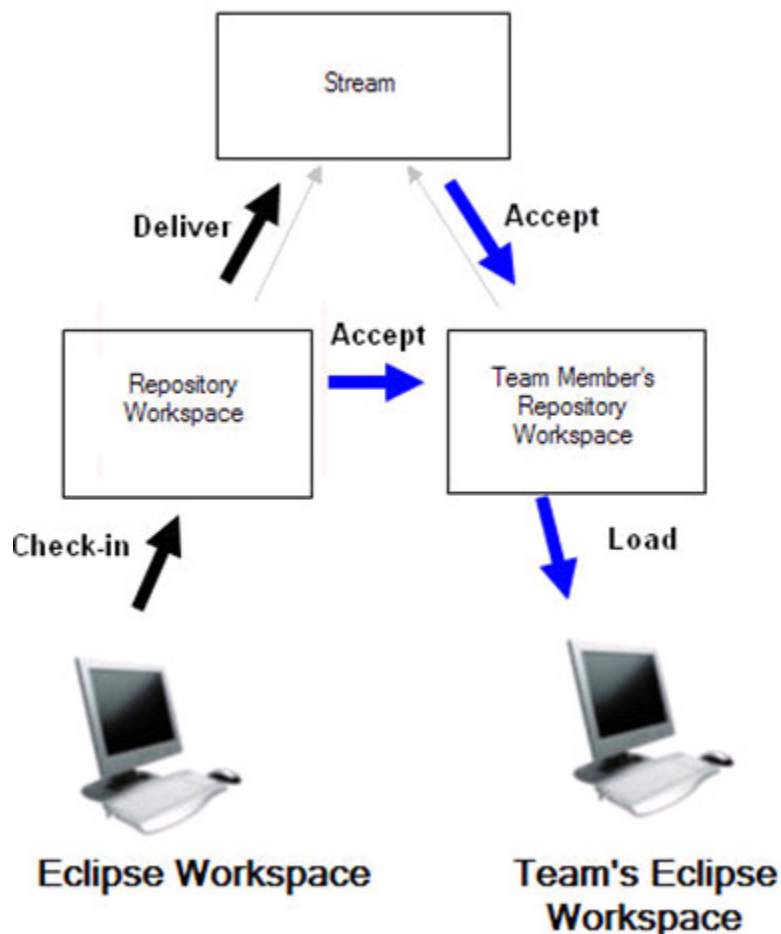 Stream
Deliver
Accept
Accept
Repository
Workspace
Team Member's
Repository
Workspace
Check-in
Load
Eclipse Workspace
Team's Eclipse
Workspace